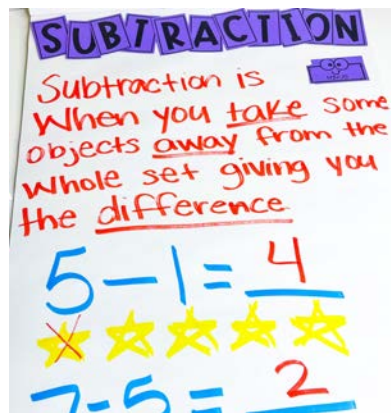 SUBTRACTION
Subtraction is
When you take some
objects away from the
whole set giving you
the difference
5-1=4
7-5=2